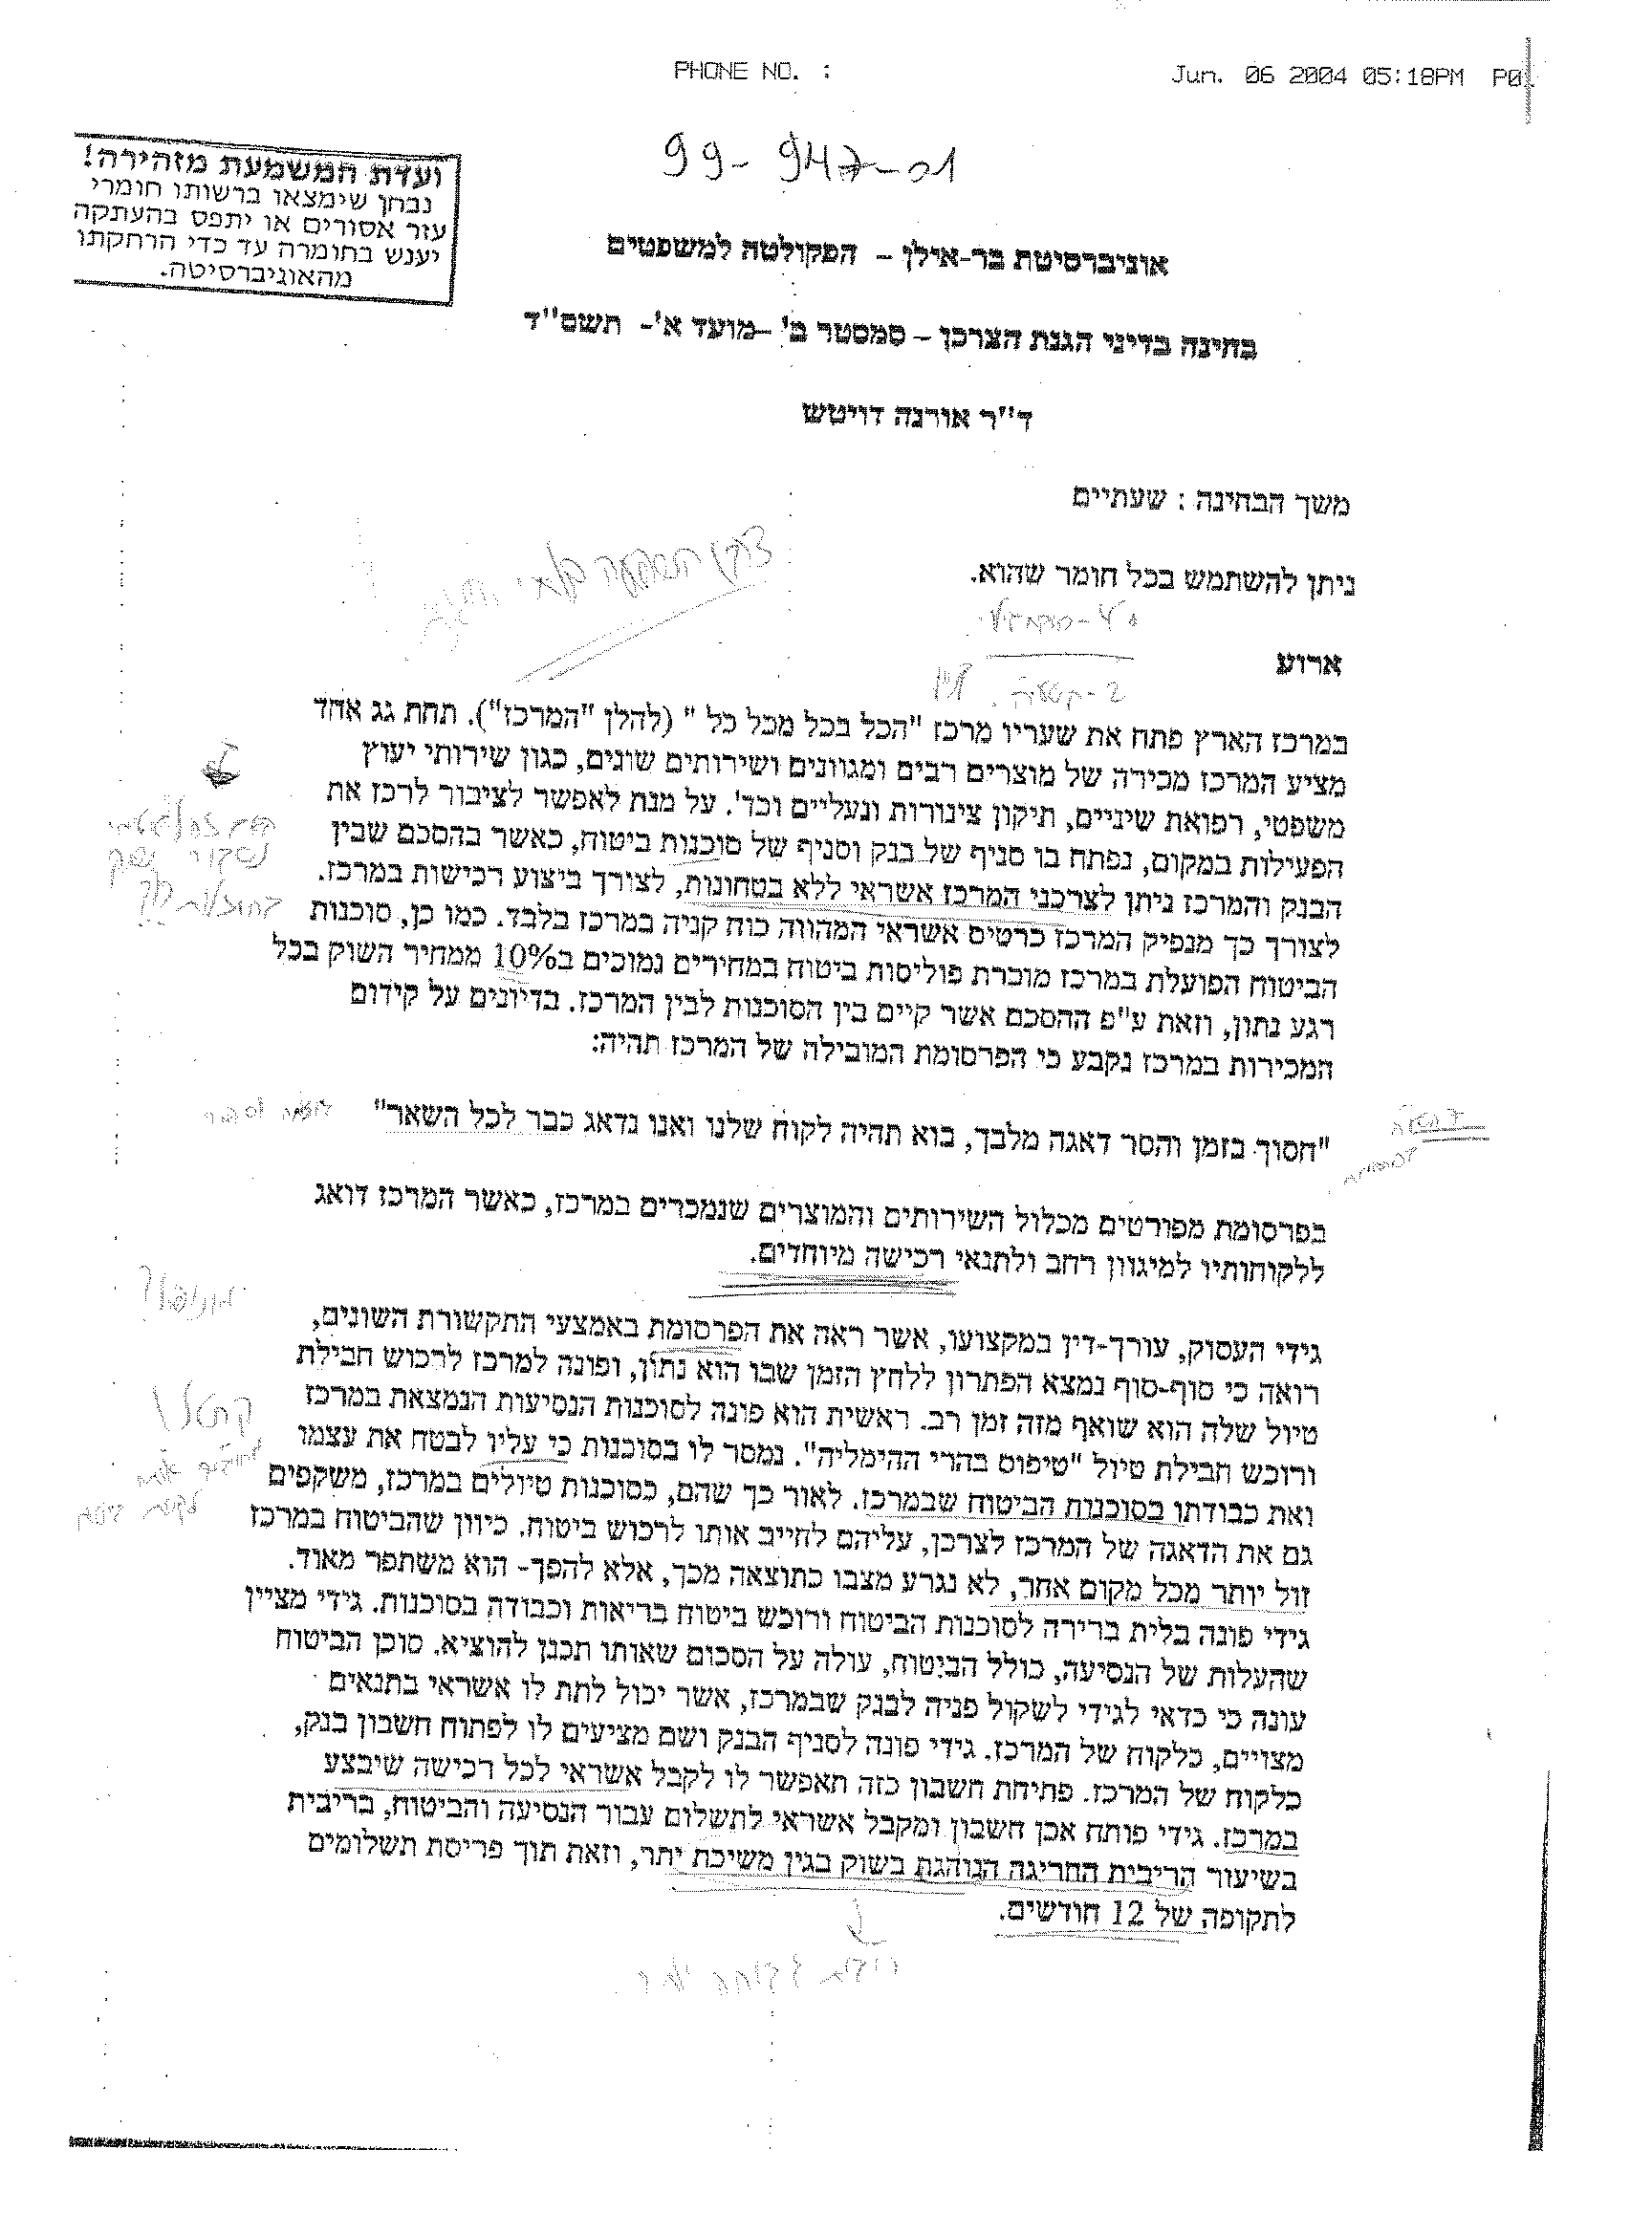 PHONE NO. :
Jun. 06 2004 05:18PM P0
99-947-01
ועדת המשמעת מזהירה!
נבחן שימצאו ברשותו חומרי
עזר אסורים או יתפס בהעתקה
יענש בחומרה עד כדי הרחקתו
מהאוניברסיטה.
אוניברסיטת בר-אילן – הפקולטה למשפטים
בחינה בדיני הגנת הצרכן – סמסטר ב' –מועד א'- תשס"ד
ד"ר אורנה דויטש
משך הבחינה : שעתיים
ניתן להשתמש בכל חומר שהוא.
ארוע
במרכז הארץ פתח את שעריו מרכז "הכל בכל מכל כל " (להלן "המרכז"). תחת גג אחד
מציע המרכז מכירה של מוצרים רבים ומגוונים ושירותים שונים, כגון שירותי יעוץ
משפטי, רפואת שיניים, תיקון צינורות ונעליים וכד'. על מנת לאפשר לציבור לרכז את
הפעילות במקום, נפתח בו סניף של בנק וסניף של סוכנות ביטוח, כאשר בהסכם שבין
הבנק והמרכז ניתן לצרכני המרכז אשראי ללא בטחונות, לצורך ביצוע רכישות במרכז.
לצורך כך מנפיק המרכז כרטיס אשראי המהווה כוח קניה במרכז בלבד. כמו כן, סוכנות
הביטוח הפועלת במרכז מוכרת פוליסות ביטוח במחירים נמוכים ב10% ממחיר השוק בכל
רגע נתון, וזאת ע"פ ההסכם אשר קיים בין הסוכנות לבין המרכז. בדיונים על קידום
המכירות במרכז נקבע כי הפרסומת המובילה של המרכז תהיה:
"חסוך בזמן והסר דאגה מלבך, בוא תהיה לקוח שלנו ואנו נדאג כבר לכל השאר"
בפרסומת מפורטים מכלול השירותים והמוצרים שנמכרים במרכז, כאשר המרכז דואג
ללקוחותיו למיגוון רחב ולתנאי רכישה מיוחדים.
גידי העסוק, עורך-דין במקצועו, אשר ראה את הפרסומת באמצעי התקשורת השונים,
רואה כי סוף-סוף נמצא הפתרון ללחץ הזמן שבו הוא נתון, ופונה למרכז לרכוש חבילת
טיול שלה הוא שואף מזה זמן רב. ראשית הוא פונה לסוכנות הנסיעות הנמצאת במרכז
ורוכש חבילת טיול "טיפוס בהרי ההימליה". נמסר לו בסוכנות כי עליו לבטח את עצמו
ואת כבודתו בסוכנות הביטוח שבמרכז. לאור כך שהם, כסוכנות טיולים במרכז, משקפים
גם את הדאגה של המרכז לצרכן, עליהם לחייב אותו לרכוש ביטוח. כיוון שהביטוח במרכז
זול יותר מכל מקום אחר, לא נגרע מצבו כתוצאה מכך, אלא להפך- הוא משתפר מאוד.
גידי פונה בלית ברירה לסוכנות הביטוח ורוכש ביטוח בריאות וכבודה בסוכנות. גידי מציין
שהעלות של הנסיעה, כולל הביטוח, עולה על הסכום שאותו תכנן להוציא. סוכן הביטוח
עונה כי כדאי לגידי לשקול פניה לבנק שבמרכז, אשר יכול לתת לו אשראי בתנאים
מצויים, כלקוח של המרכז. גידי פונה לסניף הבנק ושם מציעים לו לפתוח חשבון בנק,
כלקוח של המרכז. פתיחת חשבון כזה תאפשר לו לקבל אשראי לכל רכישה שיבצע
במרכז. גידי פותח אכן חשבון ומקבל אשראי לתשלום עבור הנסיעה והביטוח, בריבית
בשיעור הריבית החריגה הנוהגת בשוק בגין משיכת יתר, וזאת תוך פריסת תשלומים
לתקופה של 12 חודשים.